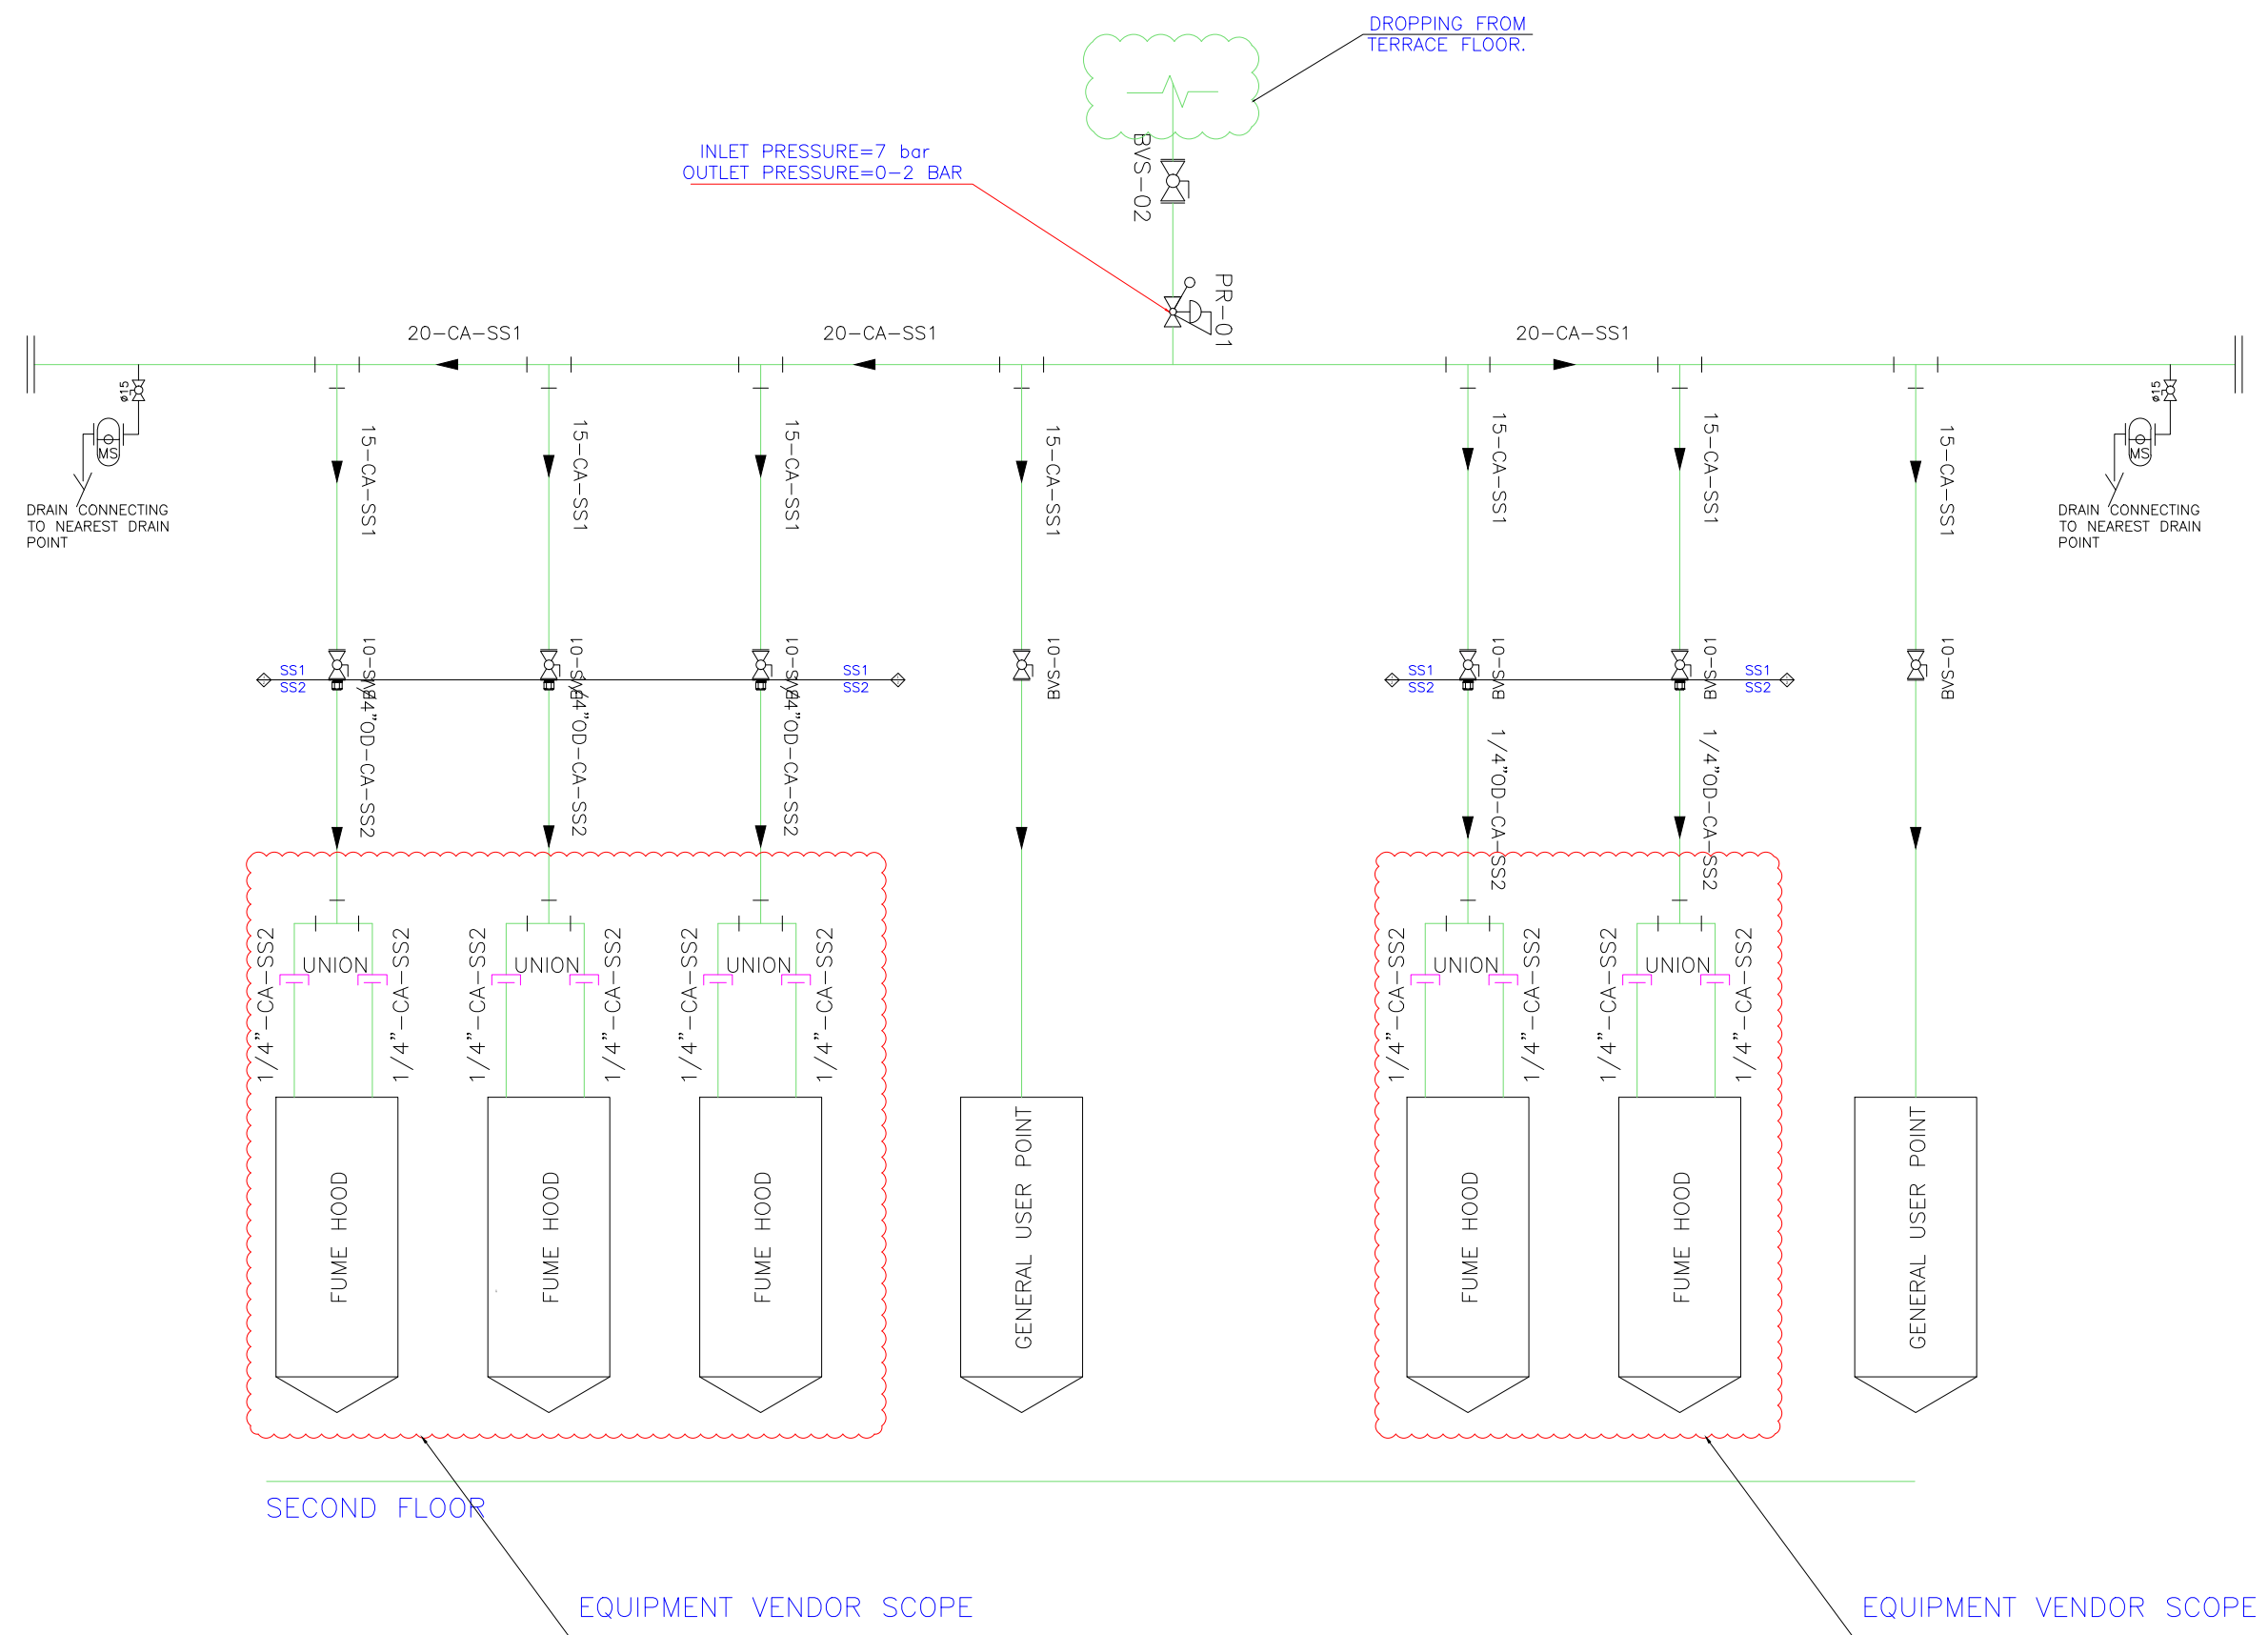 DROPPING FROM
TERRACE FLOOR.
INLET PRESSURE=7 bar
OUTLET PRESSURE=0-2 BAR
BVS-02
PR-01
20-CA-SS1
20-CA-SS1
20-CA-SS1
ø15
MS
DRAIN CONNECTING
TO NEAREST DRAIN
POINT
15-CA-SS1
15-CA-SS1
15-CA-SS1
15-CA-SS1
15-CA-SS1
15-CA-SS1
15-CA-SS1
ø15
MS
DRAIN CONNECTING
TO NEAREST DRAIN
POINT
SS1
SS2
BVS-01
BVS-01
BVS-01
SS1
SS2
BVS-01
SS1
SS2
BVS-01
BVS-01
SS1
SS2
BVS-01
1/4"OD-CA-SS2
1/4"OD-CA-SS2
1/4"OD-CA-SS2
1/4"OD-CA-SS2
1/4"OD-CA-SS2
1/4"-CA-SS2
UNION
1/4"-CA-SS2
1/4"-CA-SS2
UNION
1/4"-CA-SS2
1/4"-CA-SS2
UNION
1/4"-CA-SS2
1/4"-CA-SS2
UNION
1/4"-CA-SS2
1/4"-CA-SS2
UNION
1/4"-CA-SS2
FUME HOOD
FUME HOOD
FUME HOOD
GENERAL USER POINT
FUME HOOD
FUME HOOD
GENERAL USER POINT
SECOND FLOOR
EQUIPMENT VENDOR SCOPE
EQUIPMENT VENDOR SCOPE